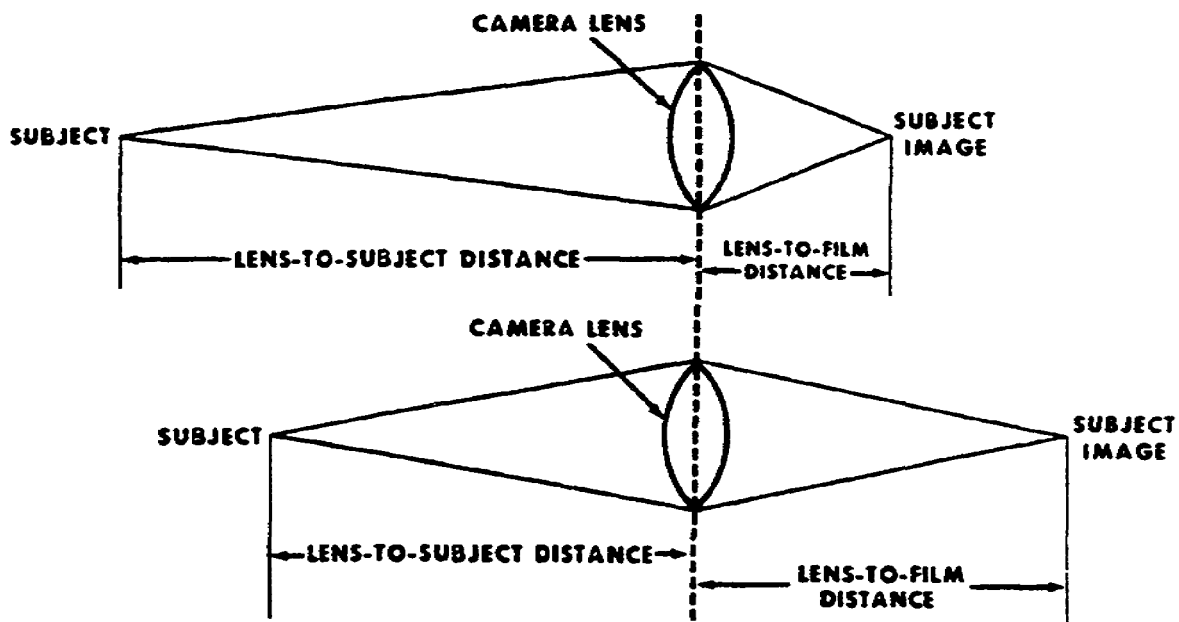 CAMERA LENS
SUBJECT
SUBJECT
IMAGE
LENS-TO-SUBJECT DISTANCE
LENS-TO-FILM
DISTANCE
CAMERA LENS
SUBJECT
SUBJECT
IMAGE
LENS-TO-SUBJECT DISTANCE
LENS-TO-FILM
DISTANCE